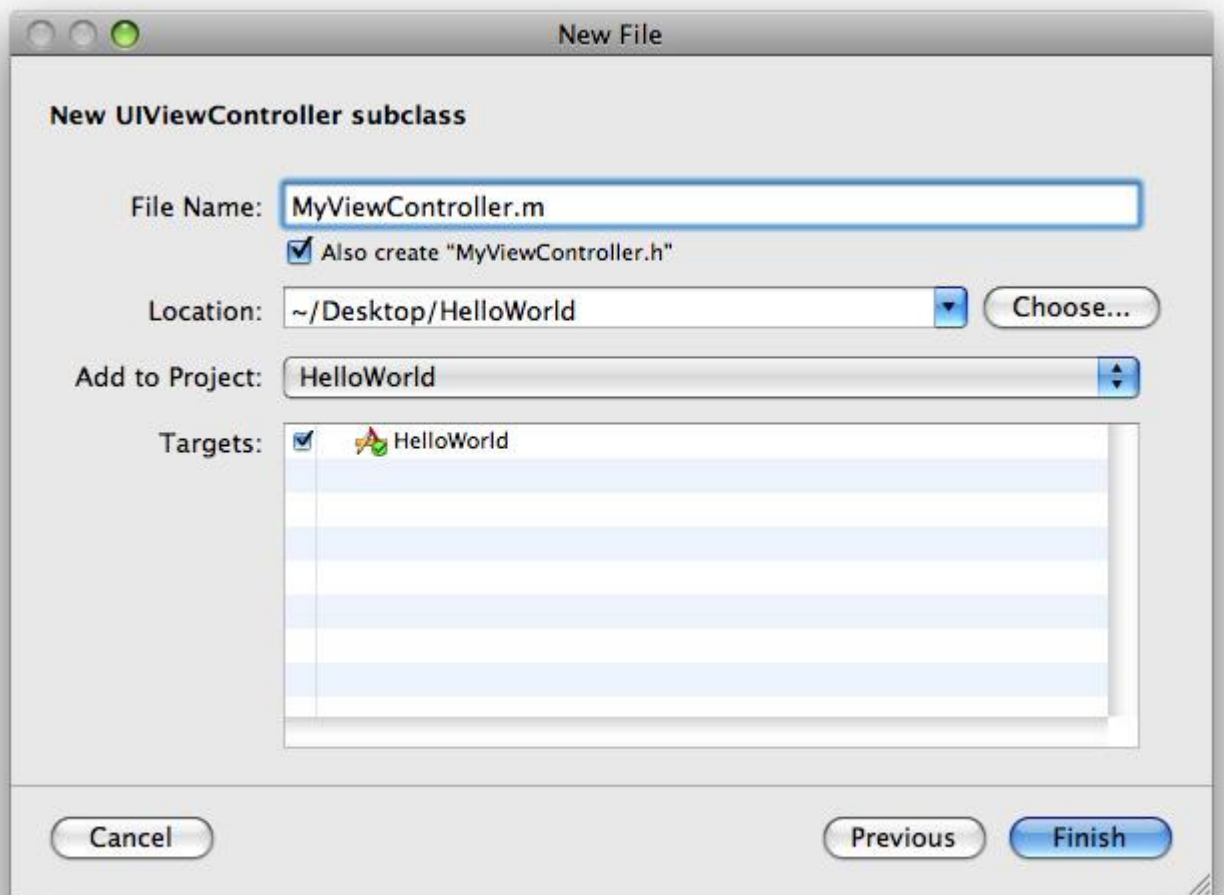 New File
New UIViewController subclass
File Name: MyViewController.m
Also create “MyViewController.h”
Location: ~/Desktop/HelloWorld Choose...
Add to Project: HelloWorld
Targets: HelloWorld
Cancel Previous Finish